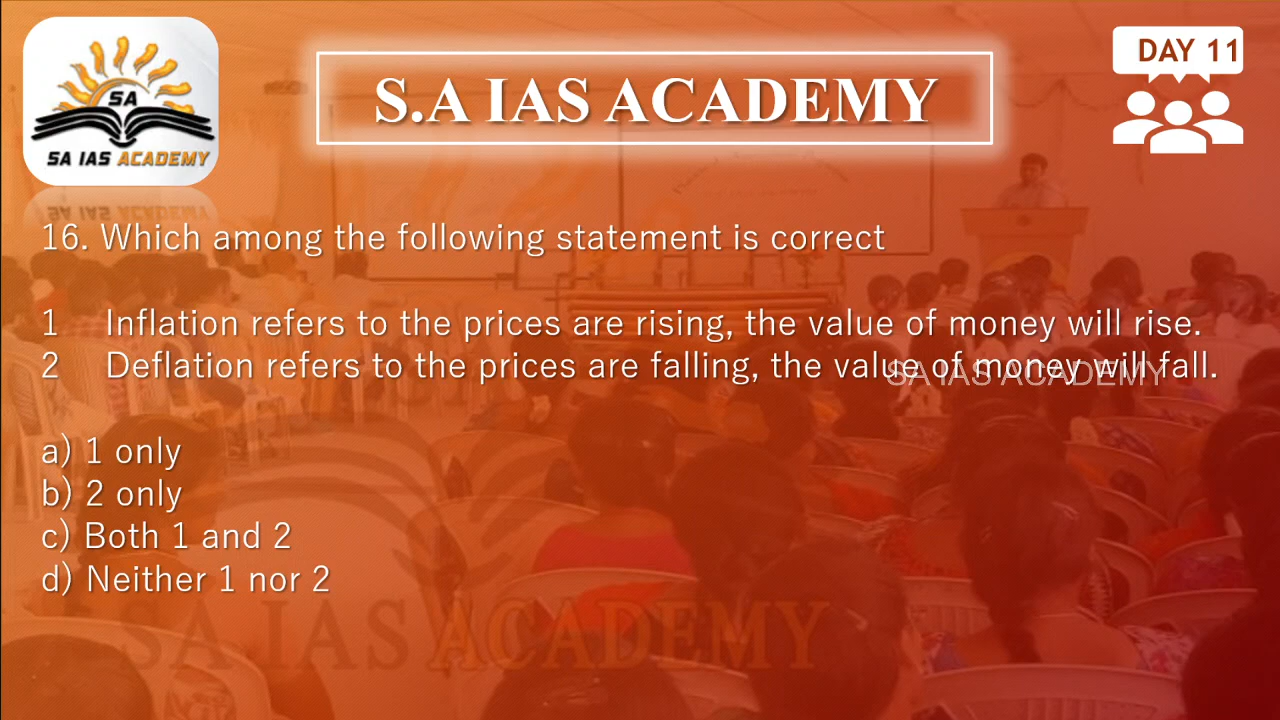 SA
SA IAS ACADEMY
S.A IAS ACADEMY
DAY 11
16. Which among the following statement is correct
1 Inflation refers to the prices are rising, the value of money will rise.
2 Deflation refers to the prices are falling, the value of money will fall.
SA IAS ACADEMY
a) 1 only
b) 2 only
c) Both 1 and 2
d) Neither 1 nor 2
SA IAS ACADEMY